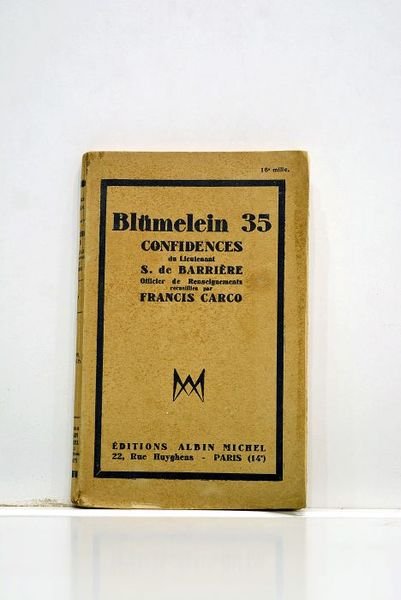 16e mille.
Blümelein 35
CONFIDENCES
du Lieutenant
S. de BARRIÈRE
Officier de Renseignements
recueillies par
FRANCIS CARCO
ÉDITIONS ALBIN MICHEL
22, Rue Huyghens - PARIS (14e)